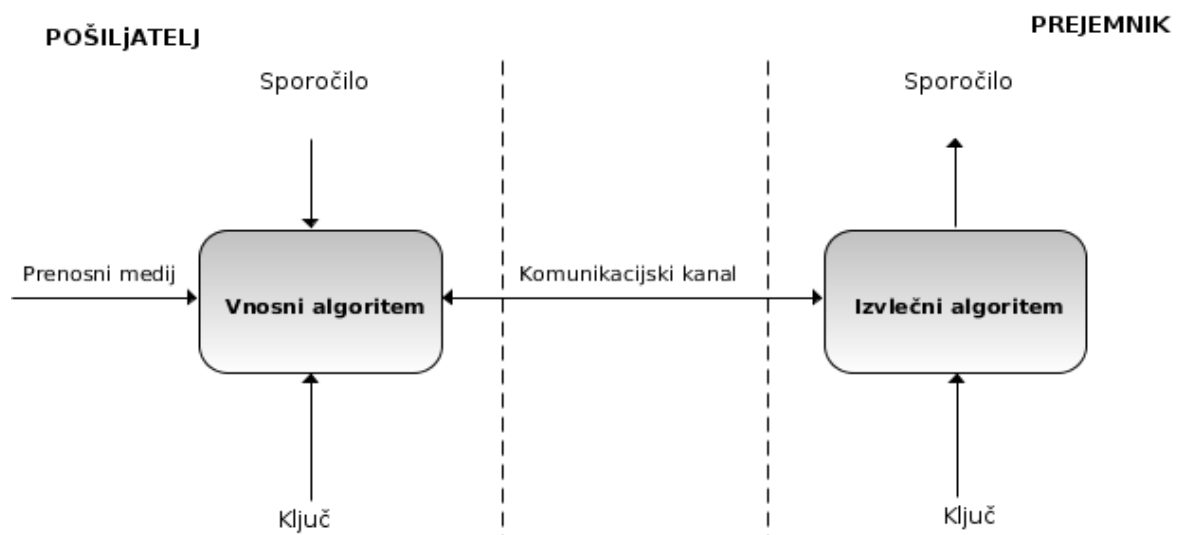 POŠILjATELJ
PREJEMNIK
Sporočilo
Sporočilo
Prenosni medij
Komunikacijski kanal
Vnosni algoritem
Izvlečni algoritem
Ključ
Ključ